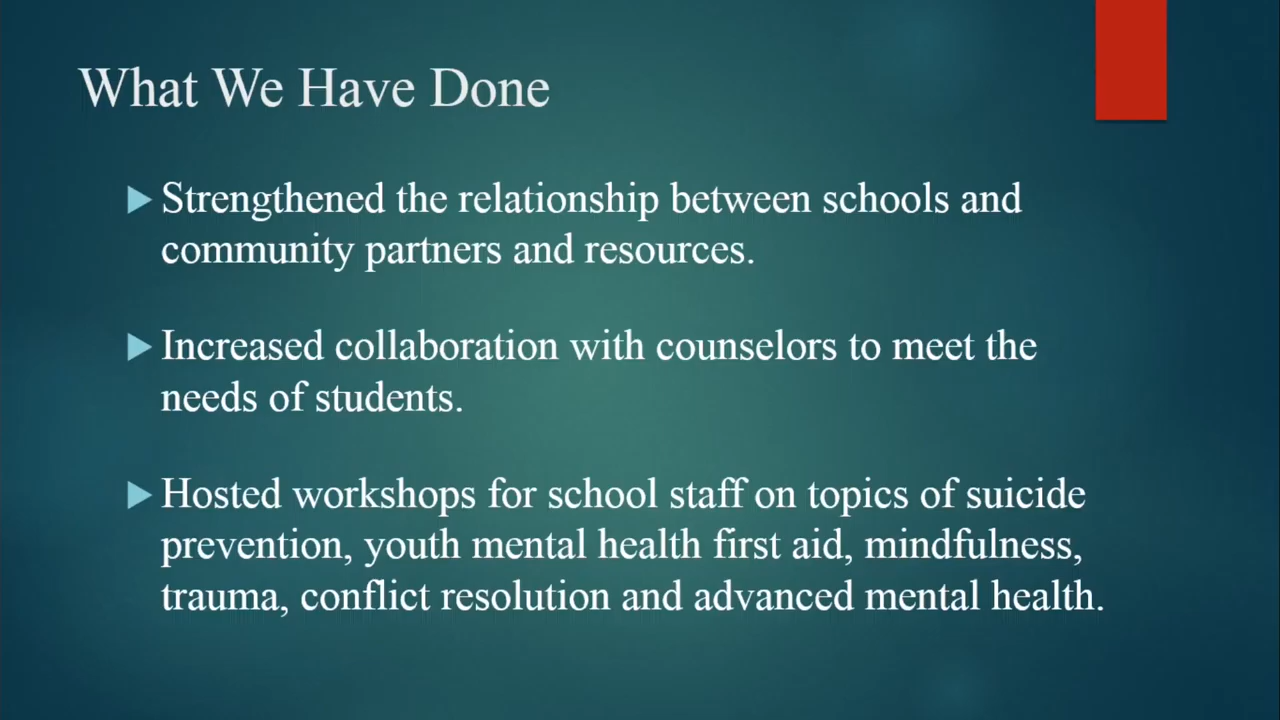 What We Have Done
Strengthened the relationship between schools and
community partners and resources.
Increased collaboration with counselors to meet the
needs of students.
Hosted workshops for school staff on topics of suicide
prevention, youth mental health first aid, mindfulness,
trauma, conflict resolution and advanced mental health.